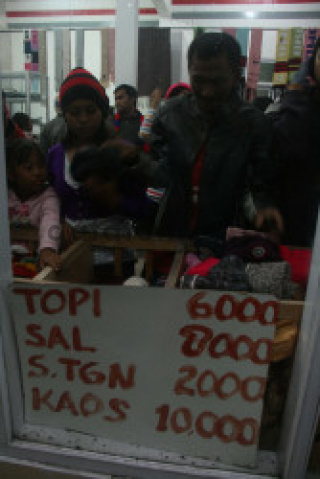 TOPI 6000
SAL 8000
S.TGN 2000
KAOS 10.000